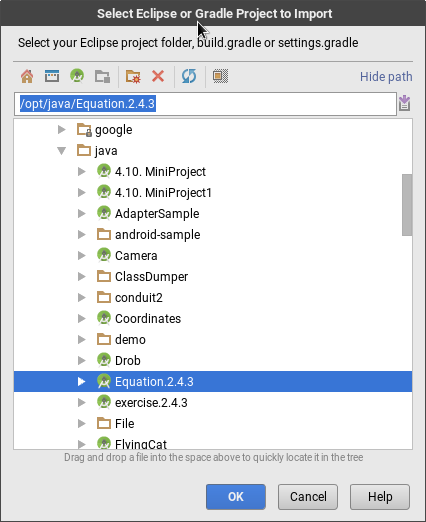 Select Eclipse or Gradle Project to Import
Select your Eclipse project folder, build.gradle or settings.gradle
Hide path
/opt/java/Equation.2.4.3
google
java
4.10. MiniProject
4.10. MiniProject1
AdapterSample
android-sample
Camera
ClassDumper
conduit2
Coordinates
demo
Drob
Equation.2.4.3
exercise.2.4.3
File
FlyingCat
Drag and drop a file into the space above to quickly locate it in the tree
OK
Cancel
Help